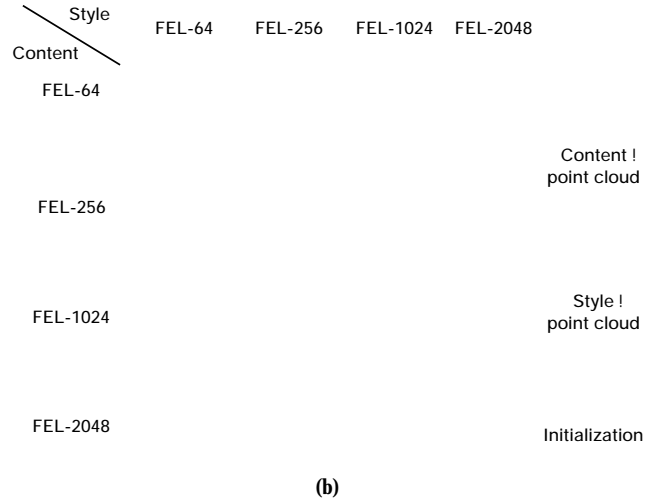 Style
Content
FEL-64 FEL-256 FEL-1024 FEL-2048
FEL-64
Content !
point cloud
FEL-256
Style !
point cloud
FEL-1024
FEL-2048
Initialization
(b)